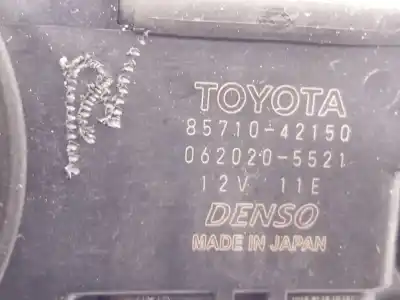 TOYOTA
85710-42150
062020-5521
12V 11E
DENSO
MADE IN JAPAN